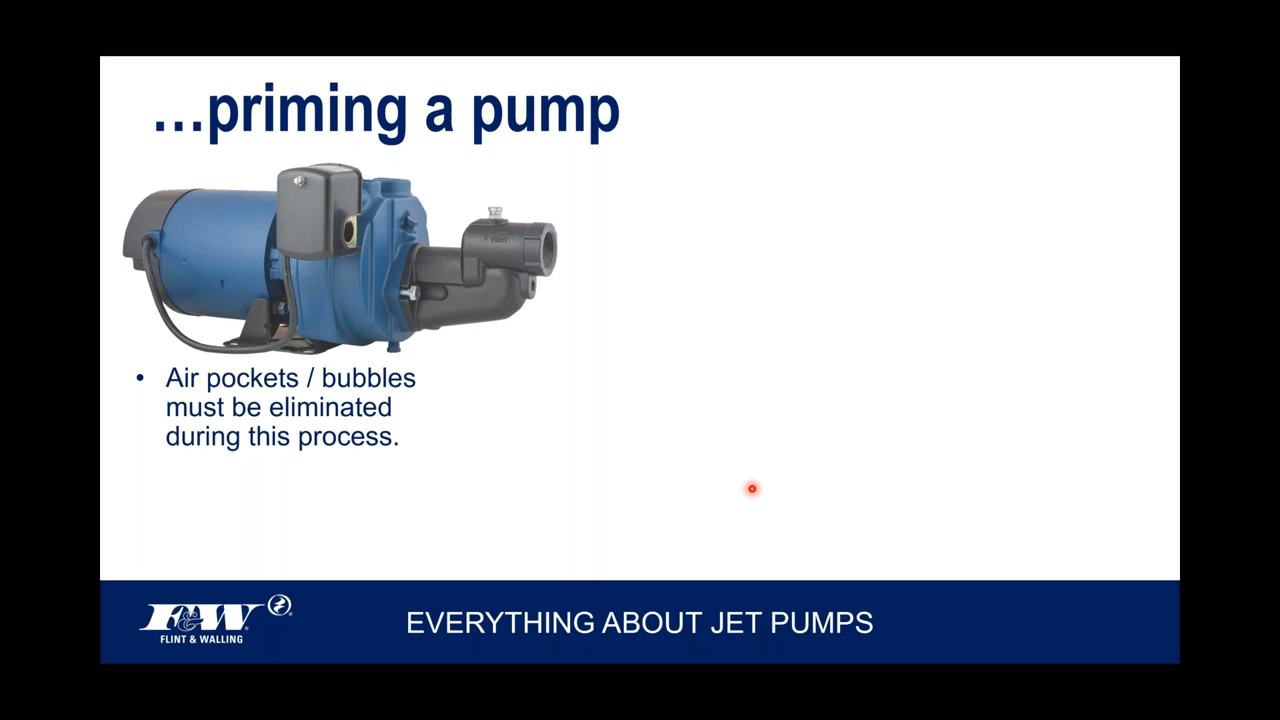 ...priming a pump
• Air pockets / bubbles
must be eliminated
during this process.
F&W
FLINT & WALLING
EVERYTHING ABOUT JET PUMPS